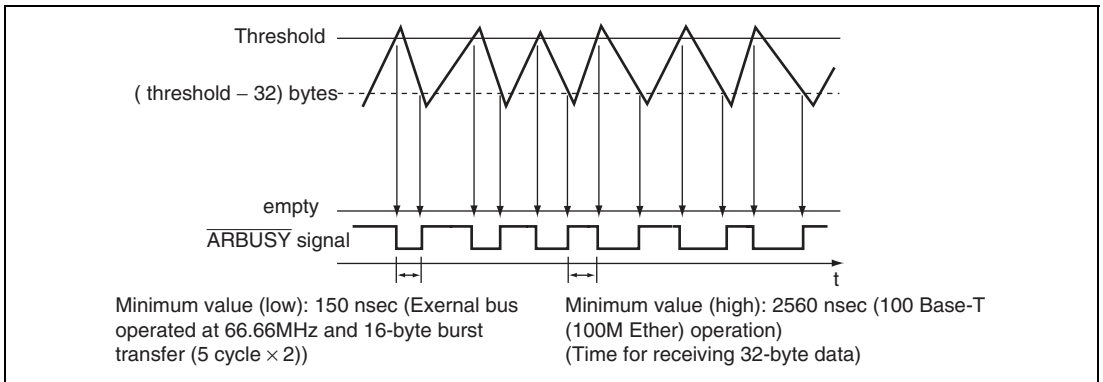 Threshold
( threshold – 32) bytes
empty
ARBUSY signal
t
Minimum value (low): 150 nsec (Exernal bus
operated at 66.66MHz and 16-byte burst
transfer (5 cycle × 2))
Minimum value (high): 2560 nsec (100 Base-T
(100M Ether) operation)
(Time for receiving 32-byte data)